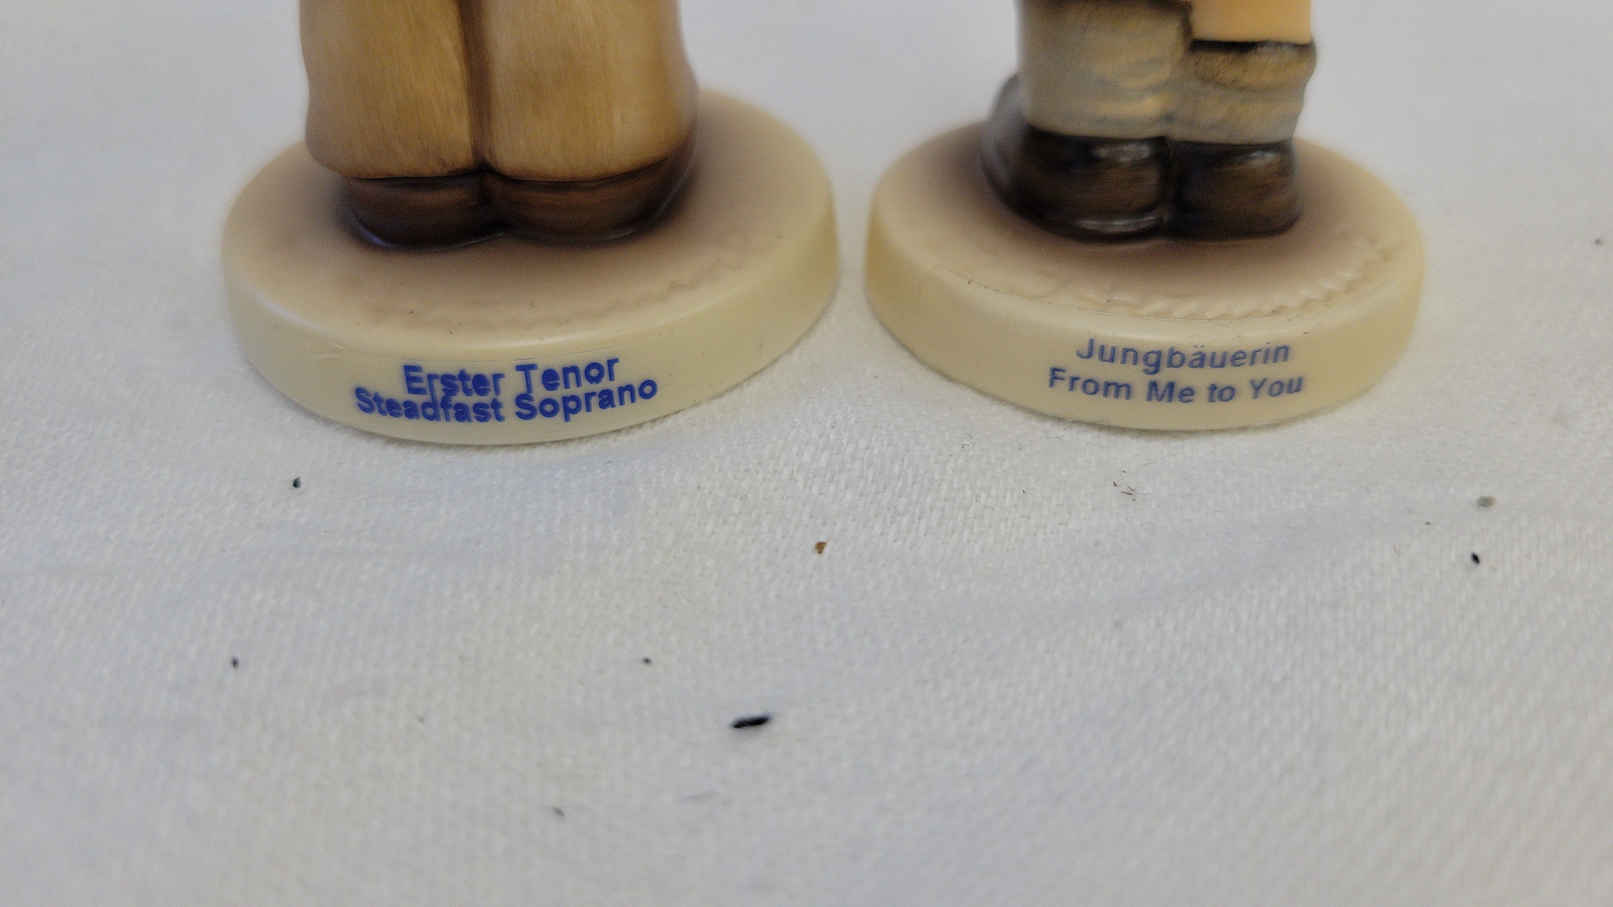 Erster Tenor
Steadfast Soprano
Jungbäuerin
From Me to You